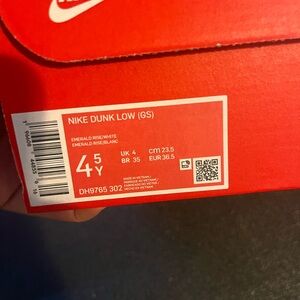 NIKE DUNK LOW (GS)
EMERALD RISE/WHITE
EMERALD RISE/BLANC
4.5Y
UK 4
CM 23.5
BR 35
EUR 36.5
DH9765 302
MADE IN VIETNAM